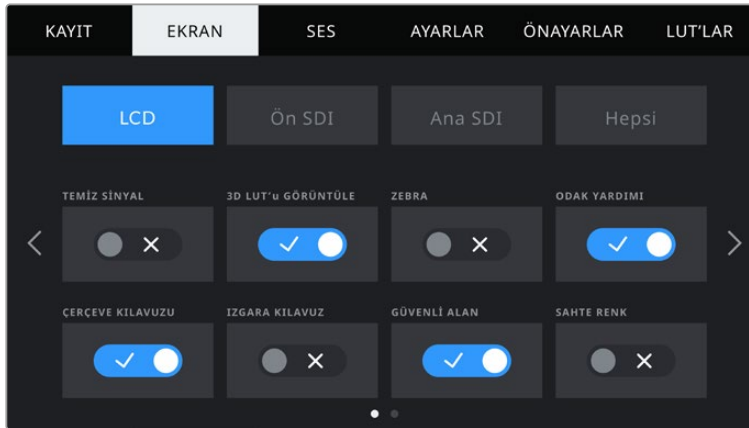 KAYIT EKRAN SES AYARLAR ÖNAYARLAR LUT'LAR
LCD Ön SDI Ana SDI Hepsi
TEMİZ SİNYAL 3D LUT'u GÖRÜNTÜLE ZEBRA ODAK YARDIMI
ÇERÇEVE KILAVUZU IZGARA KILAVUZ GÜVENLİ ALAN SAHTE RENK